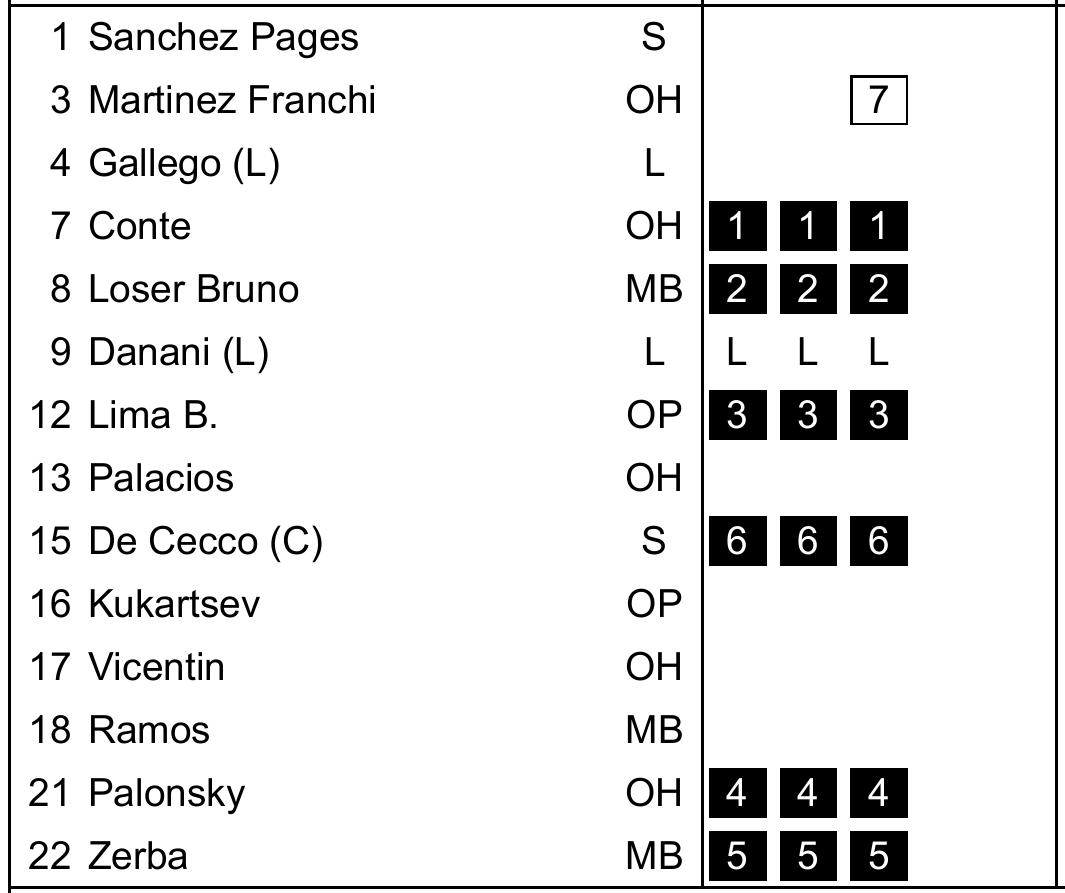 1 Sanchez Pages S
3 Martinez Franchi OH 7
4 Gallego (L) L
7 Conte OH 1 1 1
8 Loser Bruno MB 2 2 2
9 Danani (L) L L L L
12 Lima B. OP 3 3 3
13 Palacios OH
15 De Cecco (C) S 6 6 6
16 Kukartsev OP
17 Vicentin OH
18 Ramos MB
21 Palonsky OH 4 4 4
22 Zerba MB 5 5 5